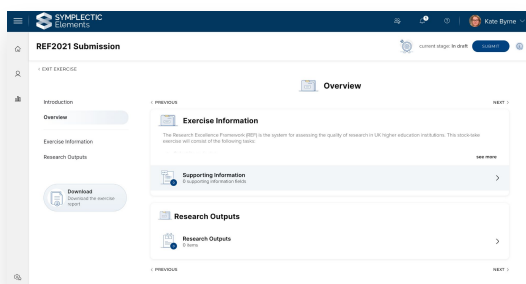 SYMPLECTIC
Elements
Kate Byrne
REF2021 Submission
current stage: in draft
SUBMIT
< EXIT EXERCISE
Overview
Introduction
Overview
Exercise Information
Research Outputs
Download
Download the exercise
report
< PREVIOUS
NEXT >
Exercise Information
The Research Excellence Framework (REF) is the system for assessing the quality of research in UK higher education institutions. This stock-take
exercise will consist of the following tasks:
see more
Supporting Information
0 supporting information fields
Research Outputs
Research Outputs
0 items
< PREVIOUS
NEXT >